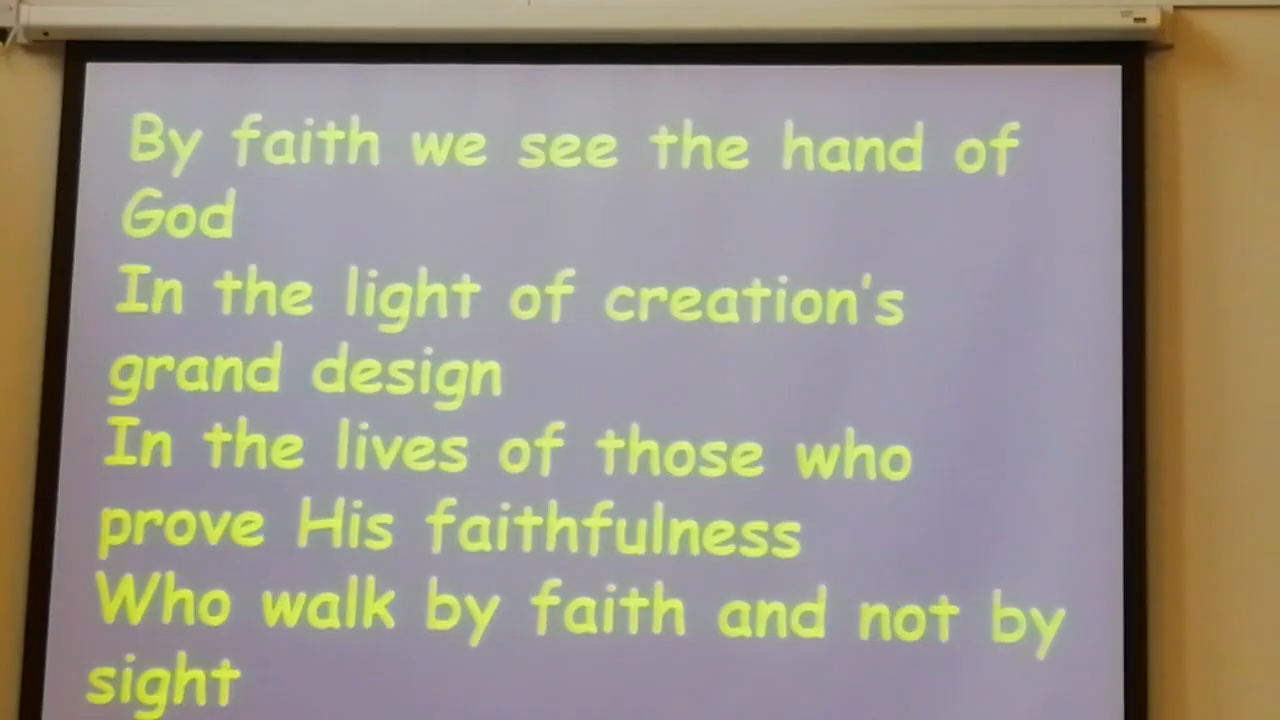 By faith we see the hand of
God
In the light of creation's
grand design
In the lives of those who
prove His faithfulness
Who walk by faith and not by
sight